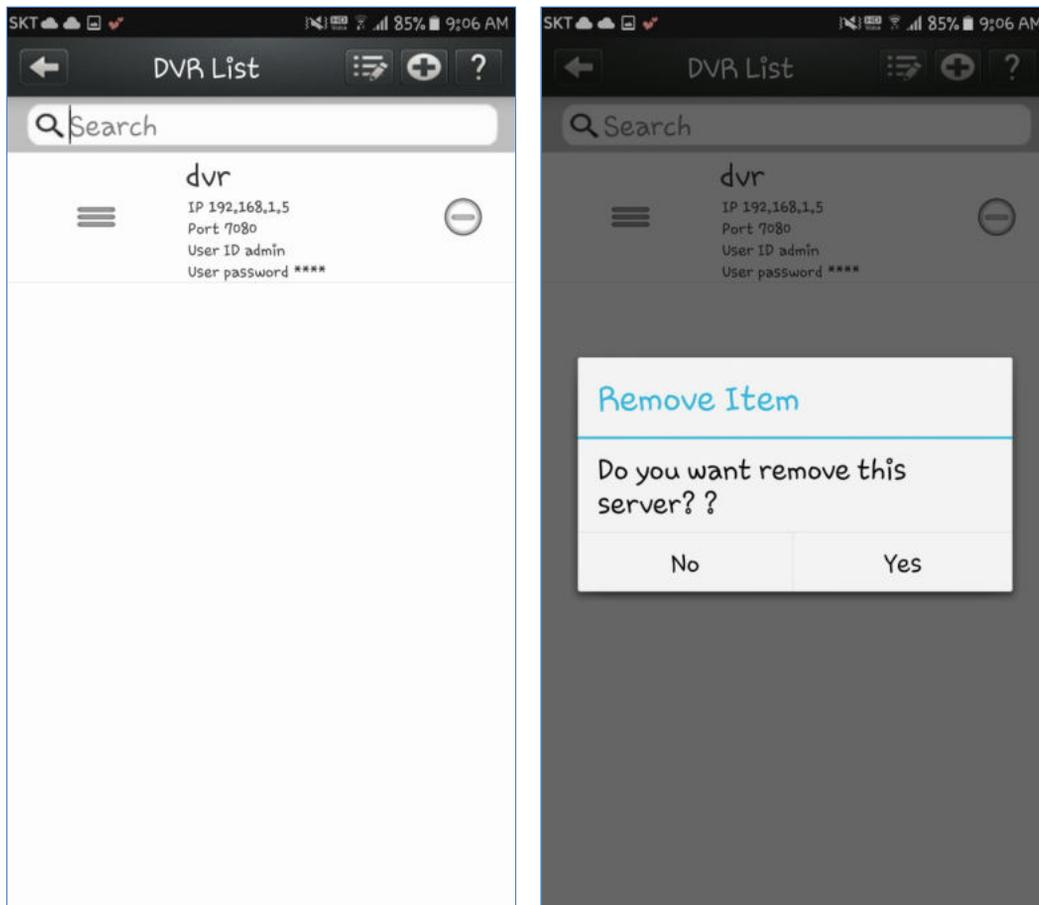 SKT 85% 9:06 AM
DVR List ?
Search
dvr
IP 192.168.1.5
Port 7080
User ID admin
User password ****
SKT 85% 9:06 AM
DVR List ?
Search
dvr
IP 192.168.1.5
Port 7080
User ID admin
User password ****
Remove Item
Do you want remove this
server? ?
No Yes